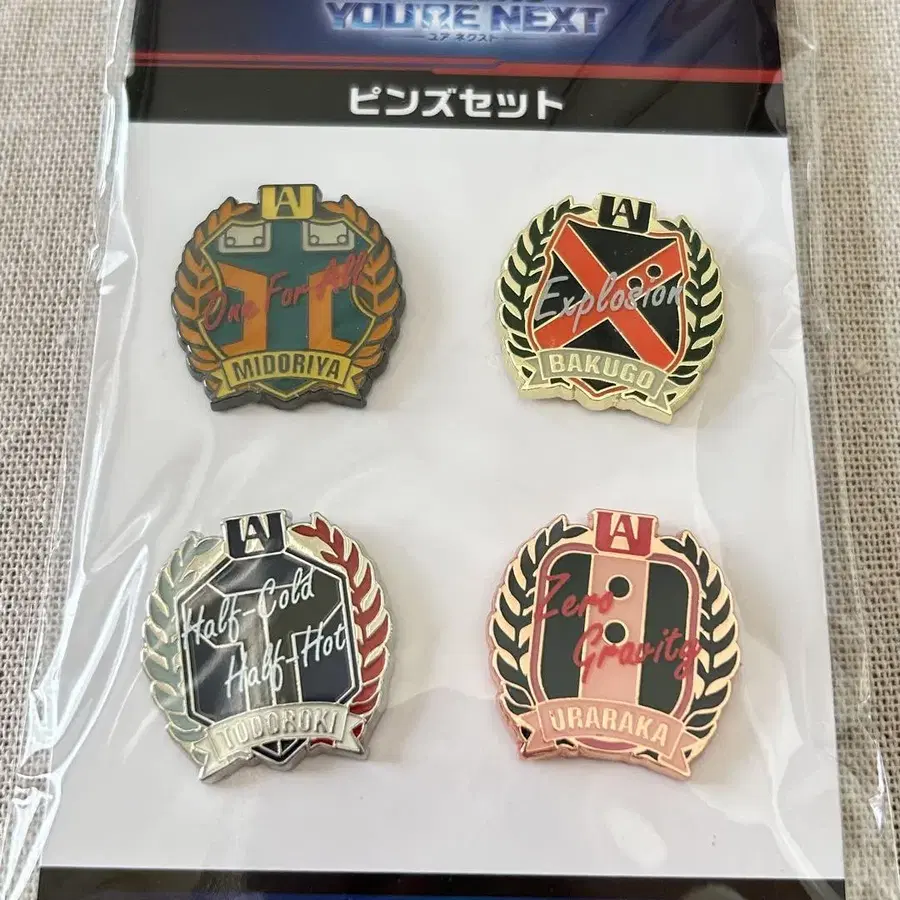 YOU'RE NEXT
ユア ネクスト
ピンズセット
UA
One For All
MIDORIYA
UA
Explosion
BAKUGO
UA
Half-Cold
Half-Hot
TODOROKI
UA
Zero
Gravity
URARAKA